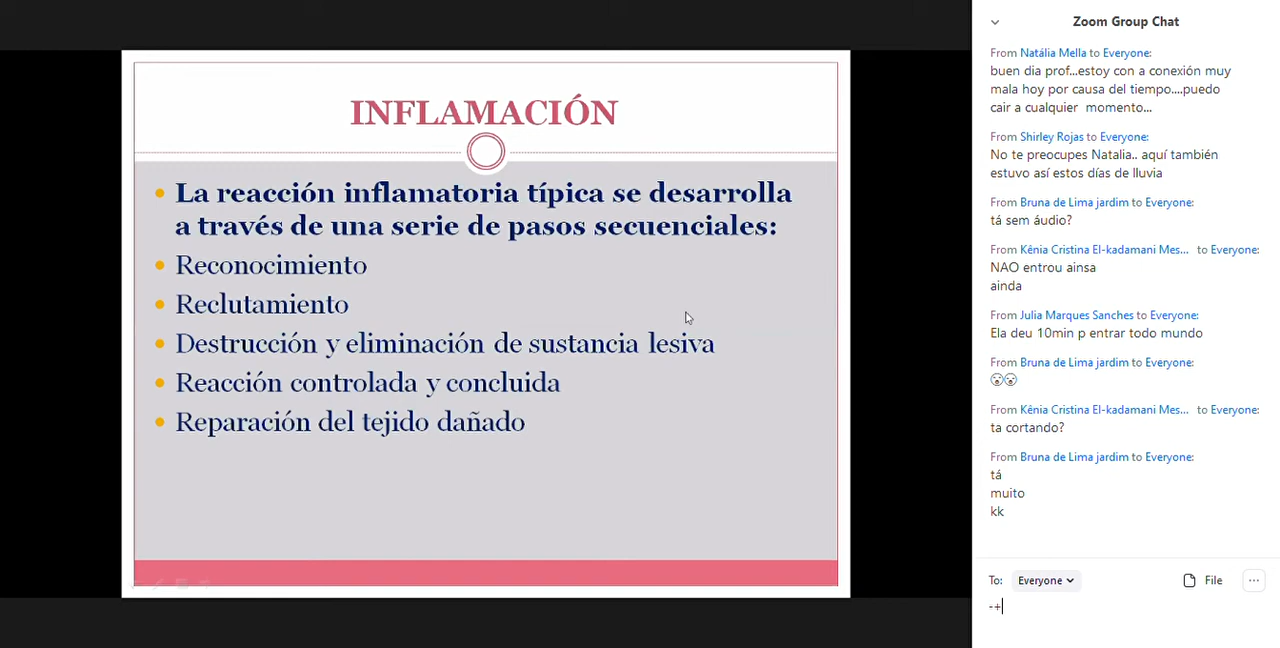 INFLAMACIÓN
La reacción inflamatoria típica se desarrolla
a través de una serie de pasos secuenciales:
Reconocimiento
Reclutamiento
Destrucción y eliminación de sustancia lesiva
Reacción controlada y concluida
Reparación del tejido dañado
Zoom Group Chat
From Natália Mella to Everyone:
buen dia prof...estoy con a conexión muy
mala hoy por causa del tiempo....puedo
cair a cualquier momento...
From Shirley Rojas to Everyone:
No te preocupes Natalia.. aquí también
estuvo así estos días de lluvia
From Bruna de Lima jardim to Everyone:
tá sem áudio?
From Kênia Cristina El-kadamani Mes... to Everyone:
NAO entrou ainsa
ainda
From Julia Marques Sanches to Everyone:
Ela deu 10min p entrar todo mundo
From Bruna de Lima jardim to Everyone:
From Kênia Cristina El-kadamani Mes... to Everyone:
ta cortando?
From Bruna de Lima jardim to Everyone:
tá
muito
kk
To: Everyone File ...
-+